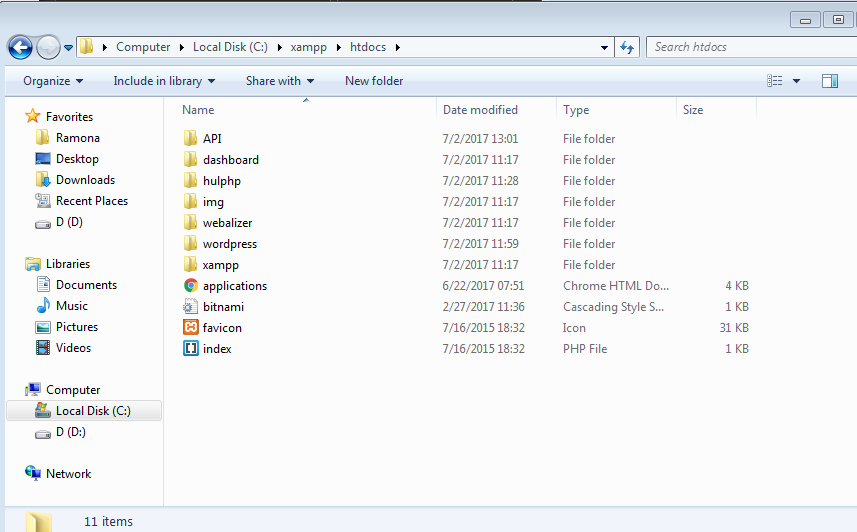 Computer Local Disk (C:) xampp htdocs Search htdocs
Organize Include in library Share with New folder
Favorites
Ramona
Desktop
Downloads
Recent Places
D (D)
Libraries
Documents
Music
Pictures
Videos
Computer
Local Disk (C:)
D (D:)
Network
Name Date modified Type Size
API 7/2/2017 13:01 File folder
dashboard 7/2/2017 11:17 File folder
hulphp 7/2/2017 11:28 File folder
img 7/2/2017 11:17 File folder
webalizer 7/2/2017 11:17 File folder
wordpress 7/2/2017 11:59 File folder
xampp 7/2/2017 11:17 File folder
applications 6/22/2017 07:51 Chrome HTML Do... 4 KB
bitnami 2/27/2017 11:36 Cascading Style S... 1 KB
favicon 7/16/2015 18:32 Icon 31 KB
index 7/16/2015 18:32 PHP File 1 KB
11 items